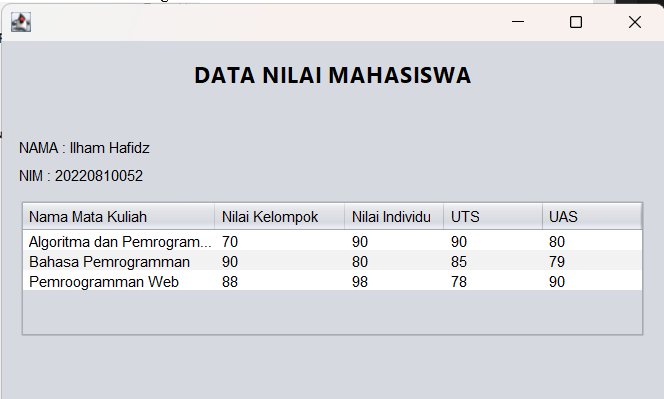 DATA NILAI MAHASISWA
NAMA : Ilham Hafidz
NIM : 20220810052
Nama Mata Kuliah Nilai Kelompok Nilai Individu UTS UAS
Algoritma dan Pemrogram... 70 90 90 80
Bahasa Pemrogramman 90 80 85 79
Pemroogramman Web 88 98 78 90